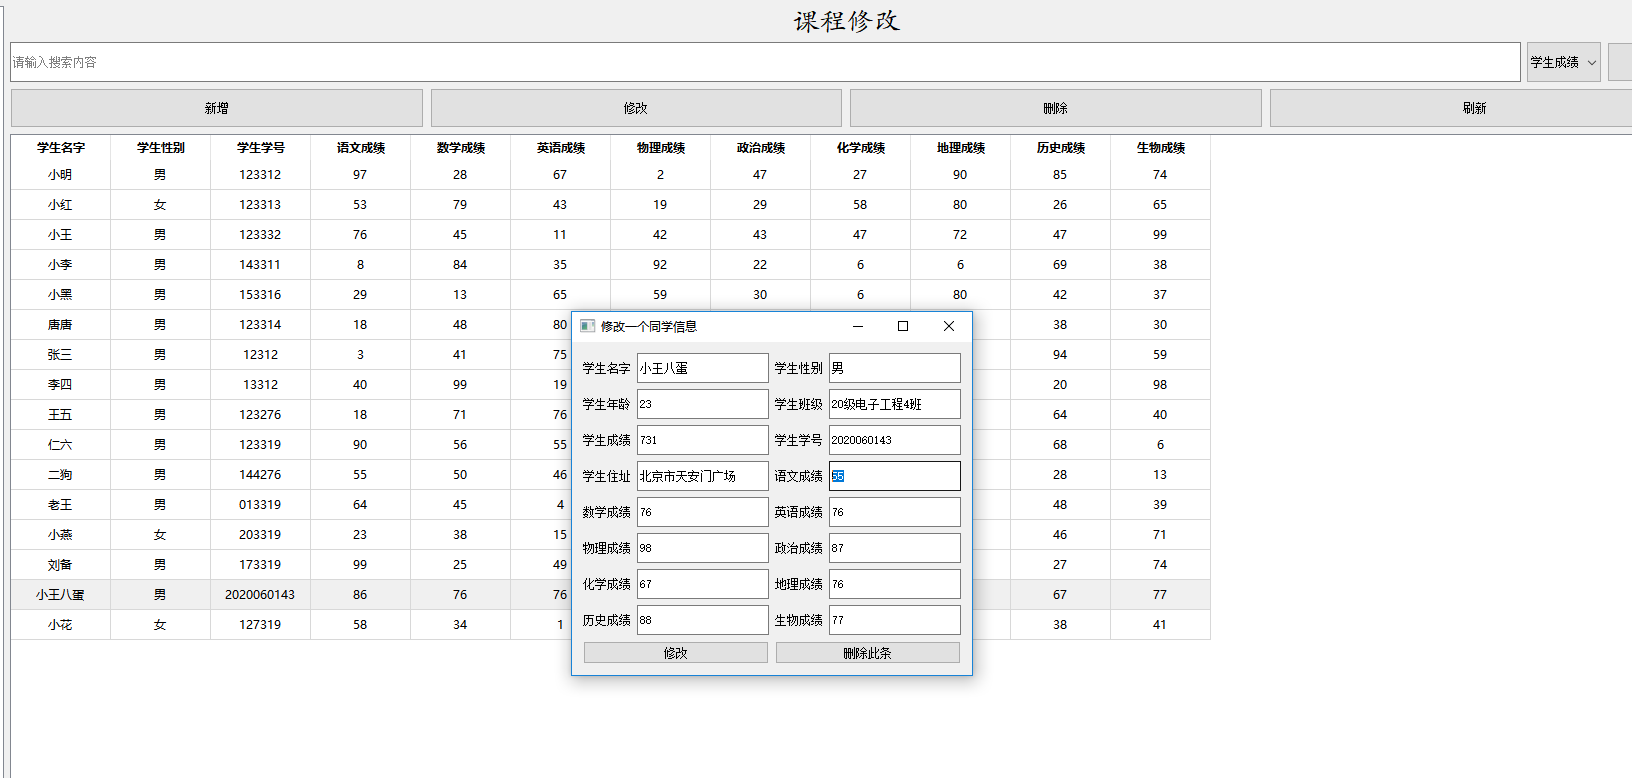 课程修改
请输入搜索内容 学生成绩
新增 修改 删除 刷新
学生名字 学生性别 学生学号 语文成绩 数学成绩 英语成绩 物理成绩 政治成绩 化学成绩 地理成绩 历史成绩 生物成绩
小明 男 123312 97 28 67 2 47 27 90 85 74
小红 女 123313 53 79 43 19 29 58 80 26 65
小王 男 123332 76 45 11 42 43 47 72 47 99
小李 男 143311 8 84 35 92 22 6 6 69 38
小黑 男 153316 29 13 65 59 30 6 80 42 37
唐唐 男 123314 18 48 80 38 30
张三 男 12312 3 41 75 94 59
李四 男 13312 40 99 19 20 98
王五 男 123276 18 71 76 64 40
仁六 男 123319 90 56 55 68 6
二狗 男 144276 55 50 46 28 13
老王 男 013319 64 45 4 48 39
小燕 女 203319 23 38 15 46 71
刘备 男 173319 99 25 49 27 74
小王八蛋 男 2020060143 86 76 76 67 77
小花 女 127319 58 34 1 38 41
修改一个同学信息
学生名字 小王八蛋 学生性别 男
学生年龄 23 学生班级 20级电子工程4班
学生成绩 731 学生学号 2020060143
学生住址 北京市天安门广场 语文成绩
数学成绩 76 英语成绩 76
物理成绩 98 政治成绩 87
化学成绩 67 地理成绩 76
历史成绩 88 生物成绩 77
修改 删除此条